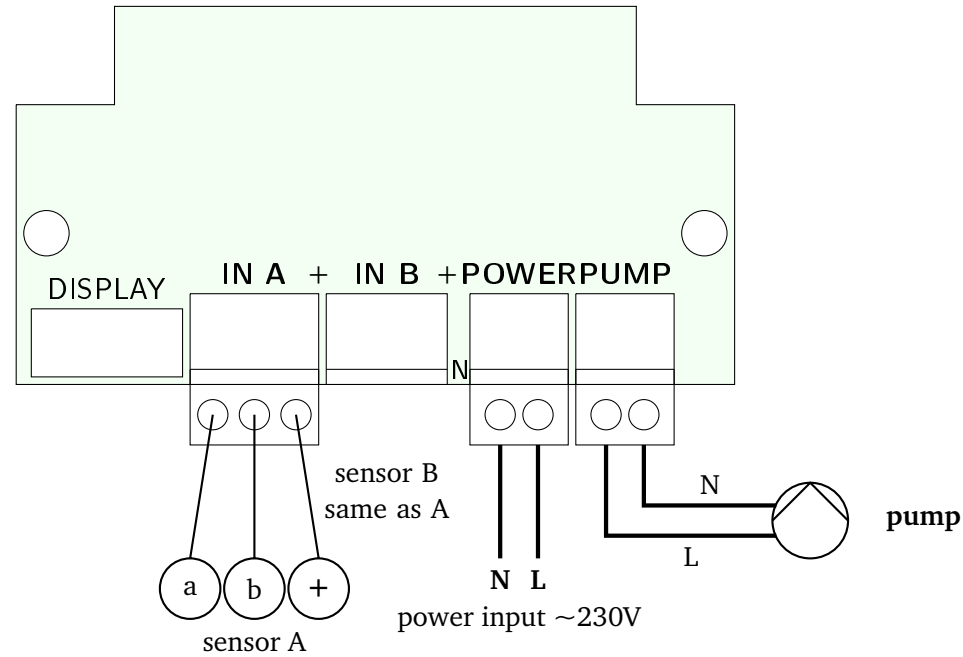 IN A + IN B +POWERPUMP
DISPLAY
N
sensor B
same as A
N
pump
L
a b +
N L
power input ~230V
sensor A